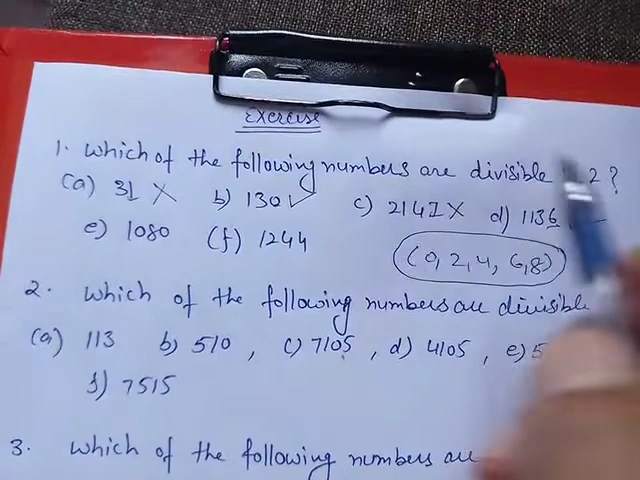 Exercise
1. Which of the following numbers are divisible 2?
(a) 31 X b) 130 ✓ c) 2141 X d) 1136
e) 1080 (f) 1244 (0, 2, 4, 6, 8)
2. Which of the following numbers are divisible
(a) 113 b) 510, c) 7105, d) 4105, e) 5
f) 7515
3. Which of the following numbers are